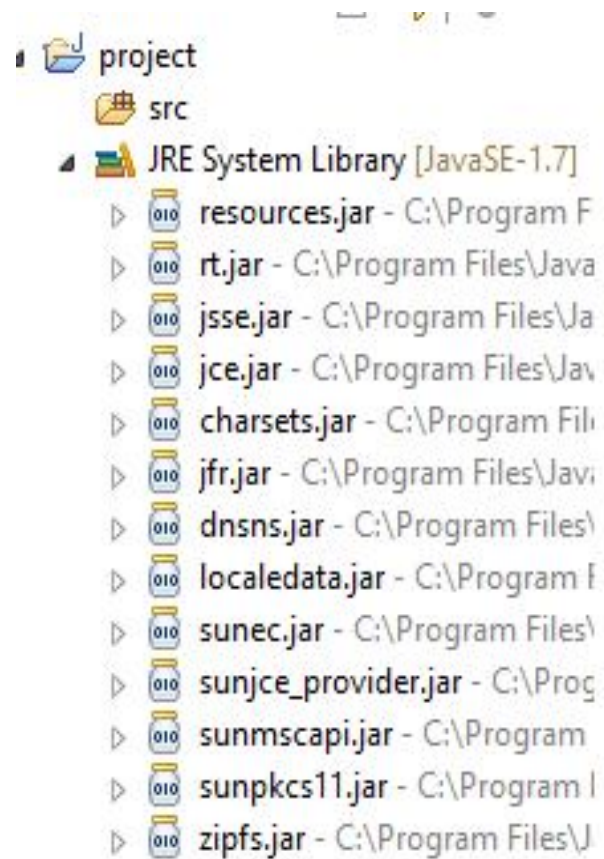 project
src
JRE System Library [JavaSE-1.7]
resources.jar - C:\Program F
rt.jar - C:\Program Files\Java
jsse.jar - C:\Program Files\Ja
jce.jar - C:\Program Files\Jav
charsets.jar - C:\Program File
jfr.jar - C:\Program Files\Java
dnsns.jar - C:\Program Files\
localedata.jar - C:\Program F
sunec.jar - C:\Program Files\
sunjce_provider.jar - C:\Prog
sunmscapi.jar - C:\Program
sunpkcs11.jar - C:\Program
zipfs.jar - C:\Program Files\J